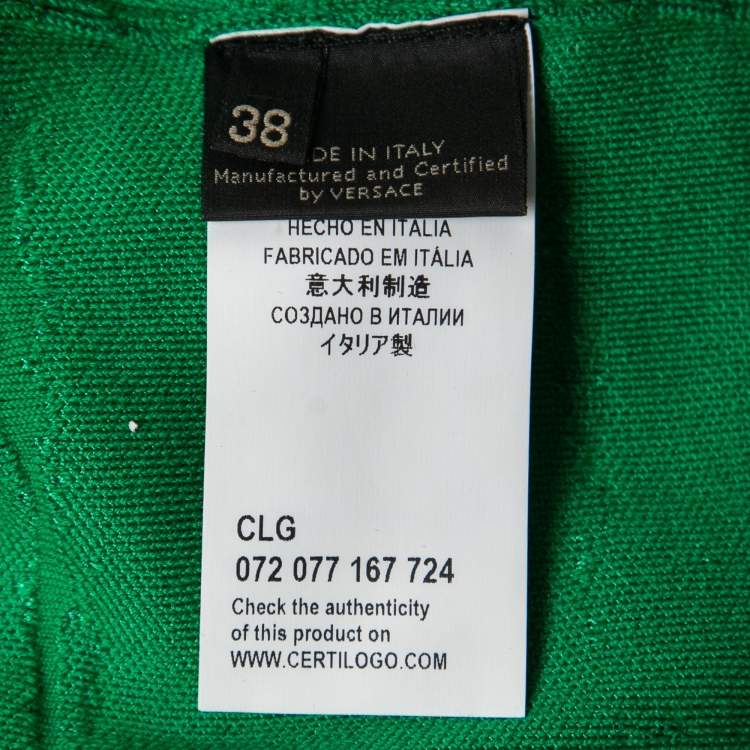 38
DE IN ITALY
Manufactured and Certified
by VERSACE
HECHO EN ITALIA
FABRICADO EM ITÁLIA
意大利制造
СОЗДАНО В ИТАЛИИ
イタリア製
CLG
072 077 167 724
Check the authenticity
of this product on
WWW.CERTILOGO.COM